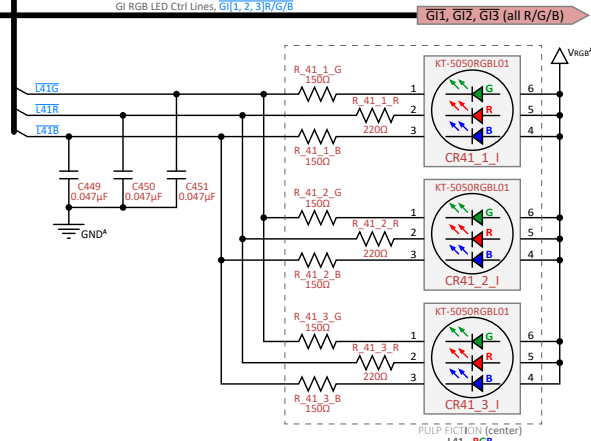 GI RGB LED Ctrl Lines, GI[1, 2, 3]R/G/B
GI1, GI2, GI3 (all R/G/B)
VRGBᴬ
KT-5050RGBL01
R_41_1_G
150Ω
L41G
1
G
6
R_41_1_R
L41R
2
R
5
220Ω
L41B
3
B
4
R_41_1_B
150Ω
CR41_1_I
C449
0.047µF
C450
0.047µF
C451
0.047µF
GNDᴬ
KT-5050RGBL01
R_41_2_G
150Ω
1
G
6
R_41_2_R
2
R
5
220Ω
3
B
4
R_41_2_B
150Ω
CR41_2_I
KT-5050RGBL01
R_41_3_G
150Ω
1
G
6
R_41_3_R
2
R
5
220Ω
3
B
4
R_41_3_B
150Ω
CR41_3_I
PULP FICTION (center)